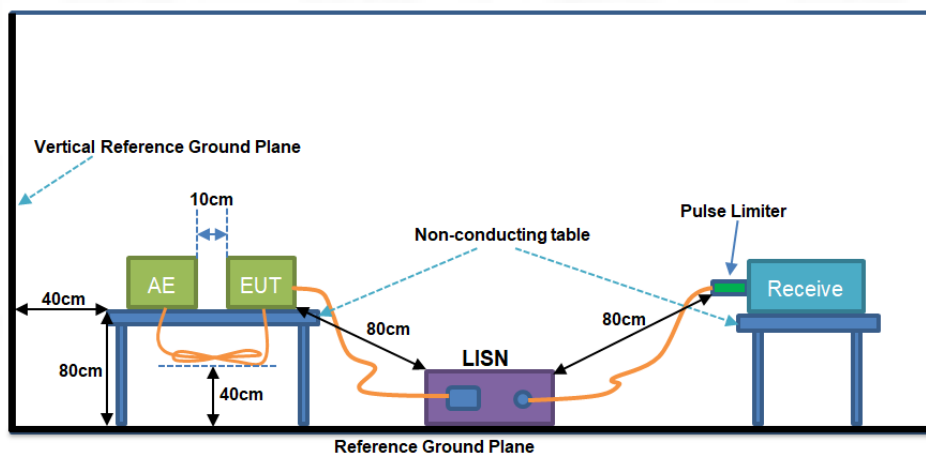 Vertical Reference Ground Plane
10cm
Non-conducting table
Pulse Limiter
AE
EUT
Receive
40cm
80cm
80cm
LISN
80cm
40cm
Reference Ground Plane